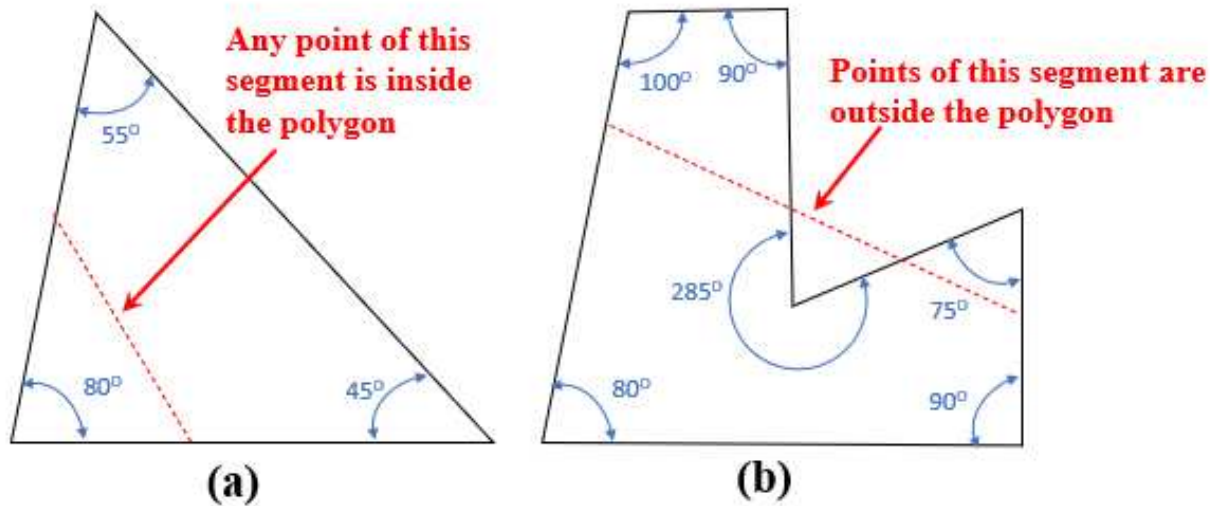 Any point of this
segment is inside
the polygon
55°
80°
45°
(a)
100°
90°
Points of this segment are
outside the polygon
285°
75°
80°
90°
(b)